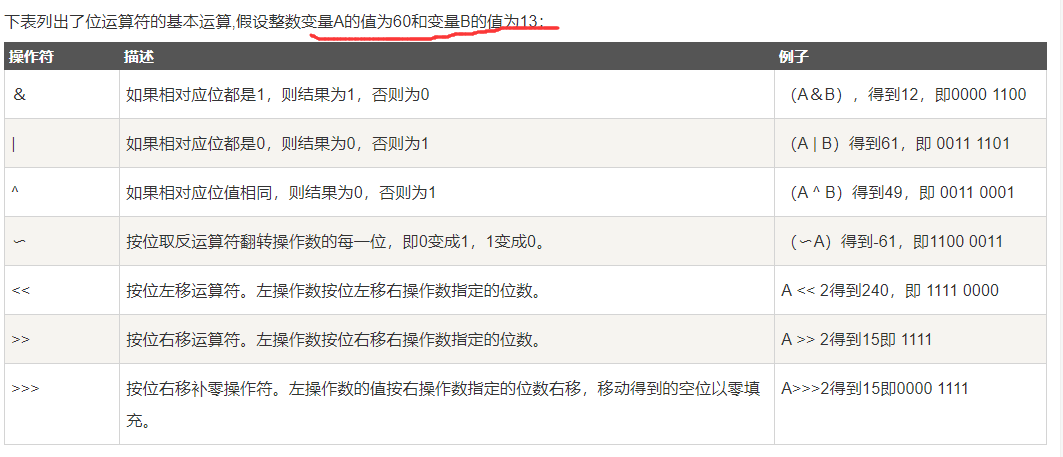 下表列出了位运算符的基本运算,假设整数变量A的值为60和变量B的值为13:
操作符 描述 例子
& 如果相对应位都是1，则结果为1，否则为0 （A＆B），得到12，即0000 1100
| 如果相对应位都是0，则结果为0，否则为1 （A | B）得到61，即 0011 1101
^ 如果相对应位值相同，则结果为0，否则为1 （A ^ B）得到49，即 0011 0001
〜 按位取反运算符翻转操作数的每一位，即0变成1，1变成0。 （〜A）得到-61，即1100 0011
<< 按位左移运算符。左操作数按位左移右操作数指定的位数。 A << 2得到240，即 1111 0000
>> 按位右移运算符。左操作数按位右移右操作数指定的位数。 A >> 2得到15即 1111
>>> 按位右移补零操作符。左操作数的值按右操作数指定的位数右移，移动得到的空位以零填 A>>>2得到15即0000 1111
充。